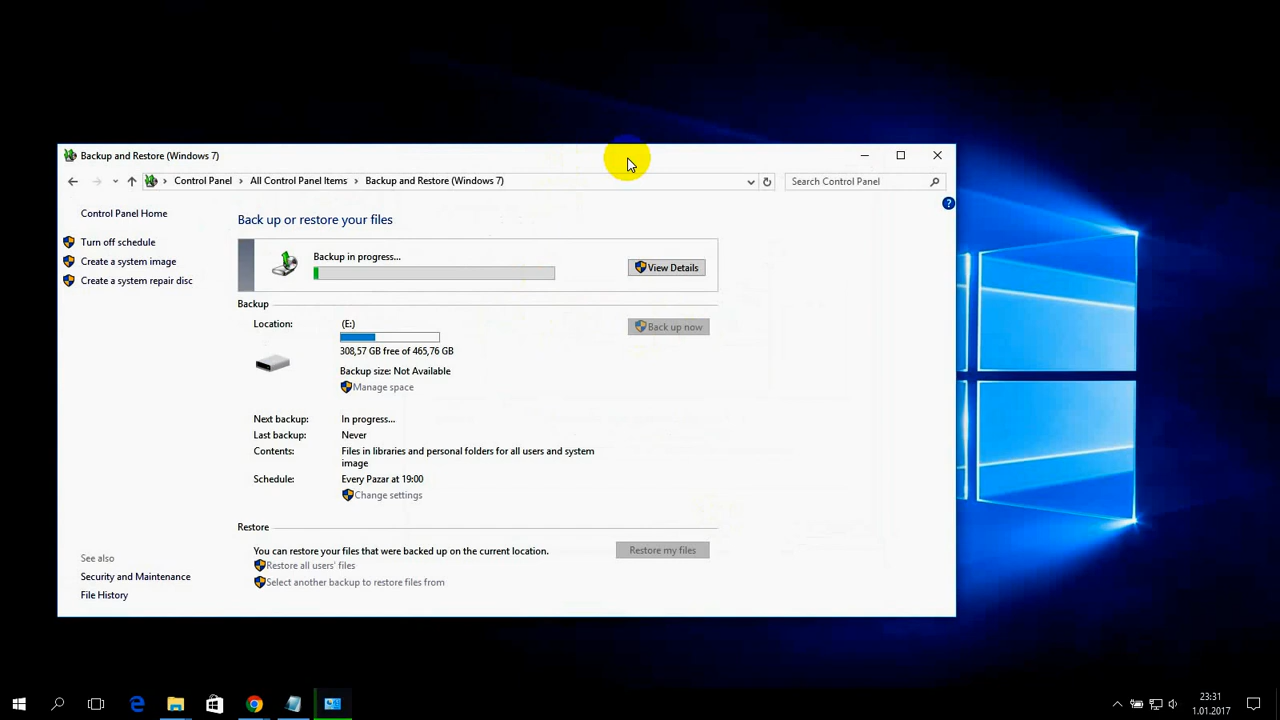 Backup and Restore (Windows 7)
Control Panel All Control Panel Items Backup and Restore (Windows 7) Search Control Panel
Control Panel Home
Turn off schedule
Create a system image
Create a system repair disc
See also
Security and Maintenance
File History
Back up or restore your files
Backup in progress...
View Details
Backup
Location: (E:)
Back up now
308,57 GB free of 465,76 GB
Backup size: Not Available
Manage space
Next backup: In progress...
Last backup: Never
Contents: Files in libraries and personal folders for all users and system
image
Schedule: Every Pazar at 19:00
Change settings
Restore
You can restore your files that were backed up on the current location.
Restore my files
Restore all users' files
Select another backup to restore files from
23:31
1.01.2017